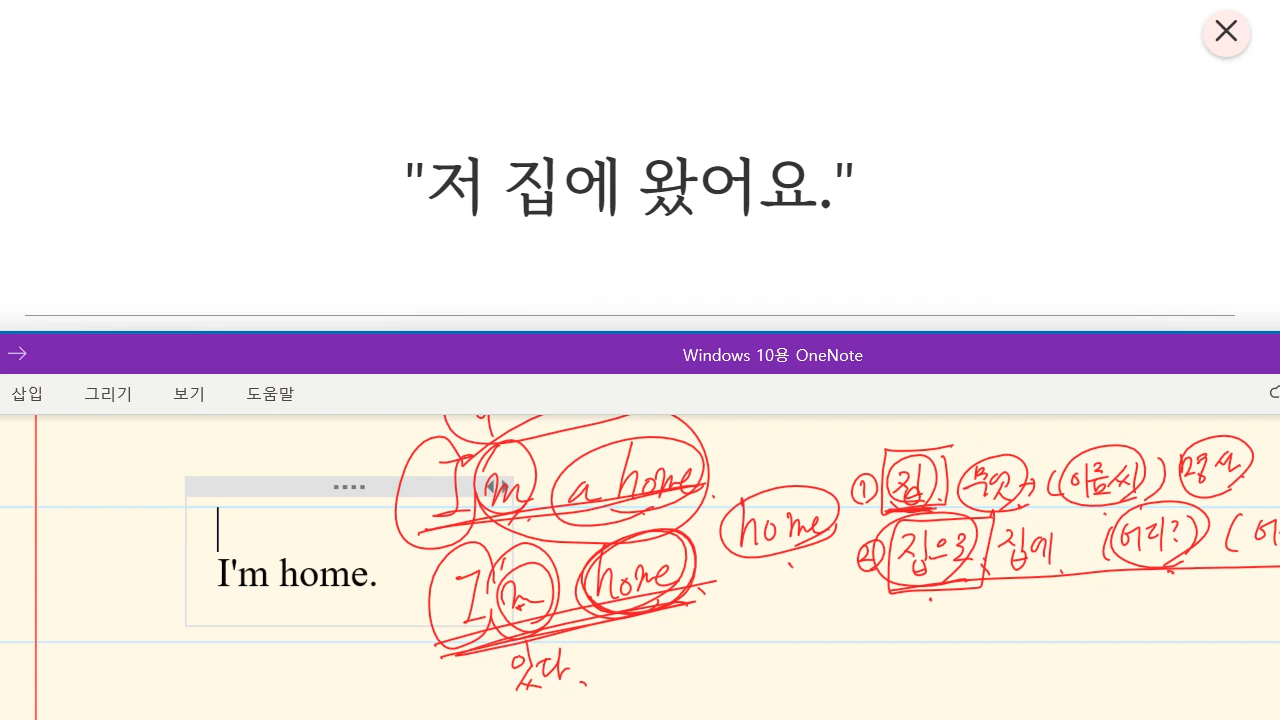 "저 집에 왔어요."
Windows 10용 OneNote
삽입 그리기 보기 도움말
I'm a home.
① 집 무엇 → (이름씨) 명사
home
② 집으로 집에 (어디?) (
I'm home.
I'm home
있다.